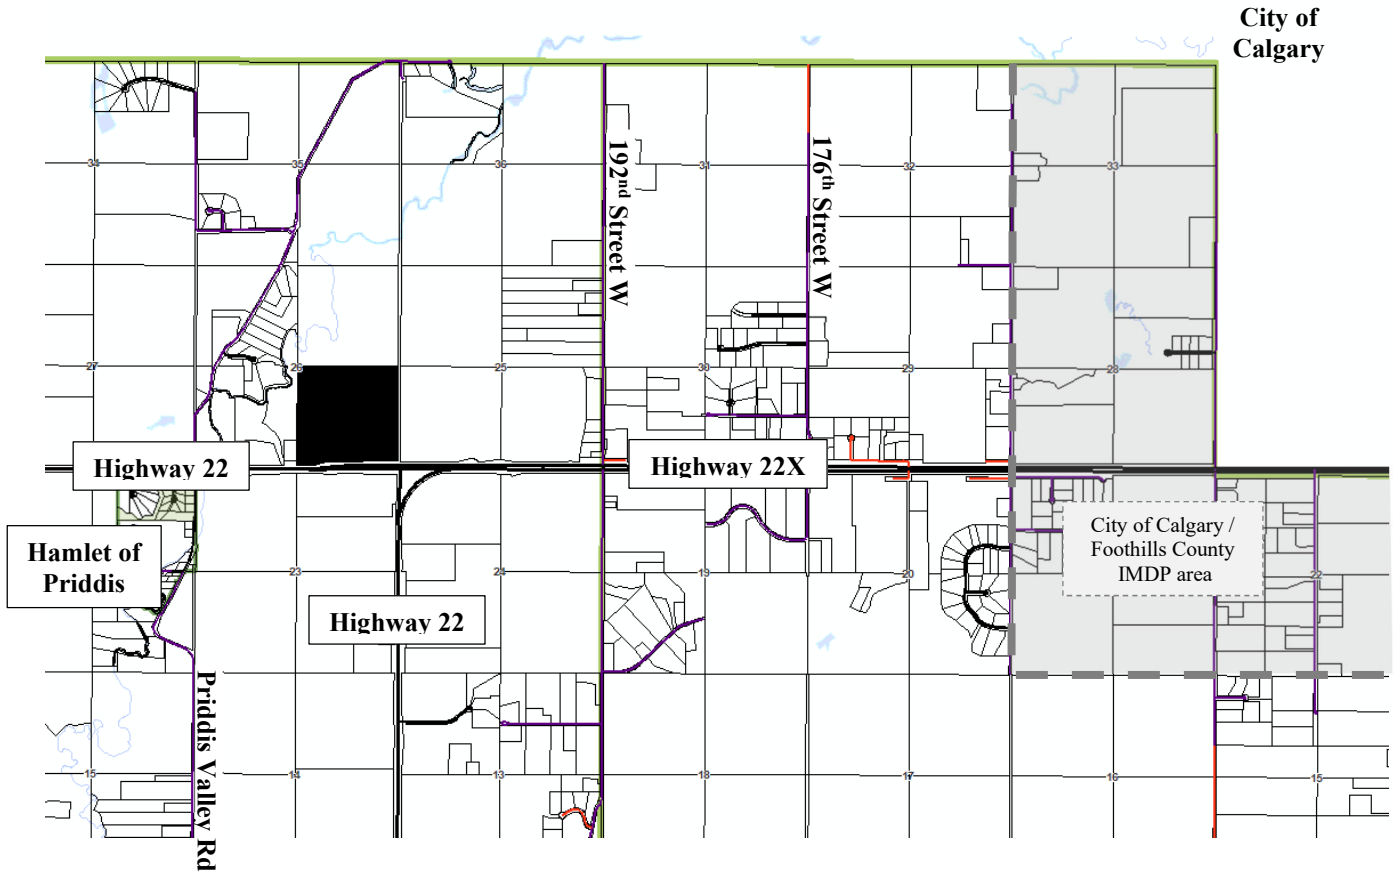 City of
Calgary
34
35
36
31
32
33
192nd Street W
176th Street W
27
26
25
30
29
28
Highway 22
Highway 22X
City of Calgary /
Foothills County
IMDP area
Hamlet of
Priddis
23
24
19
20
22
Highway 22
Priddis Valley Rd
15
14
13
18
17
16
15